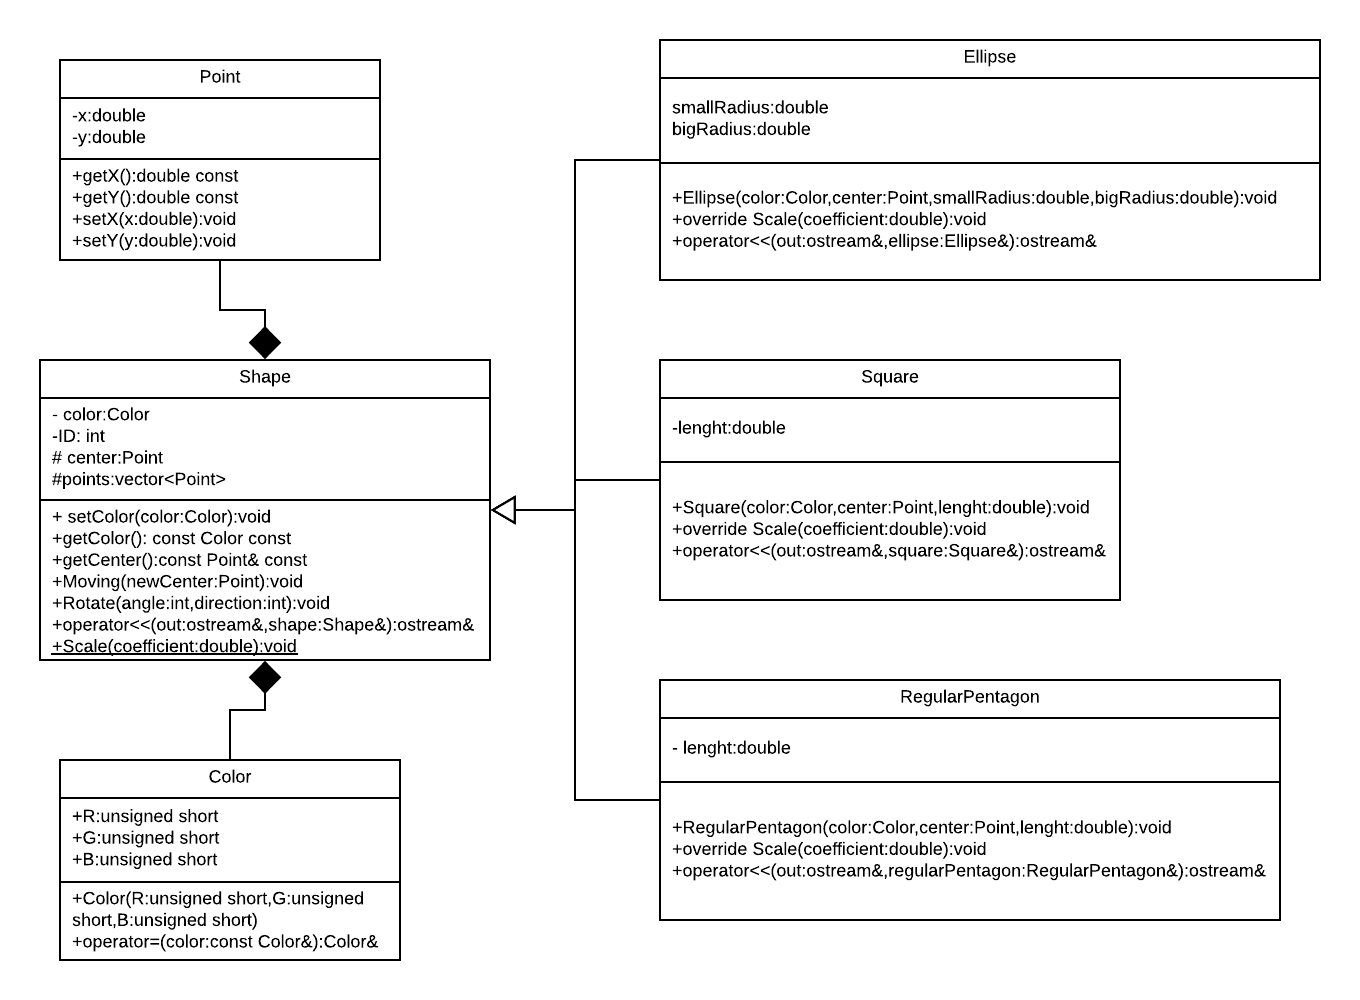 Point
-x:double
-y:double
+getX():double const
+getY():double const
+setX(x:double):void
+setY(y:double):void
Shape
- color:Color
-ID: int
# center:Point
#points:vector<Point>
+ setColor(color:Color):void
+getColor(): const Color const
+getCenter():const Point& const
+Moving(newCenter:Point):void
+Rotate(angle:int,direction:int):void
+operator<<(out:ostream&,shape:Shape&):ostream&
+Scale(coefficient:double):void
Color
+R:unsigned short
+G:unsigned short
+B:unsigned short
+Color(R:unsigned short,G:unsigned
short,B:unsigned short)
+operator=(color:const Color&):Color&
Ellipse
smallRadius:double
bigRadius:double
+Ellipse(color:Color,center:Point,smallRadius:double,bigRadius:double):void
+override Scale(coefficient:double):void
+operator<<(out:ostream&,ellipse:Ellipse&):ostream&
Square
-lenght:double
+Square(color:Color,center:Point,lenght:double):void
+override Scale(coefficient:double):void
+operator<<(out:ostream&,square:Square&):ostream&
RegularPentagon
- lenght:double
+RegularPentagon(color:Color,center:Point,lenght:double):void
+override Scale(coefficient:double):void
+operator<<(out:ostream&,regularPentagon:RegularPentagon&):ostream&